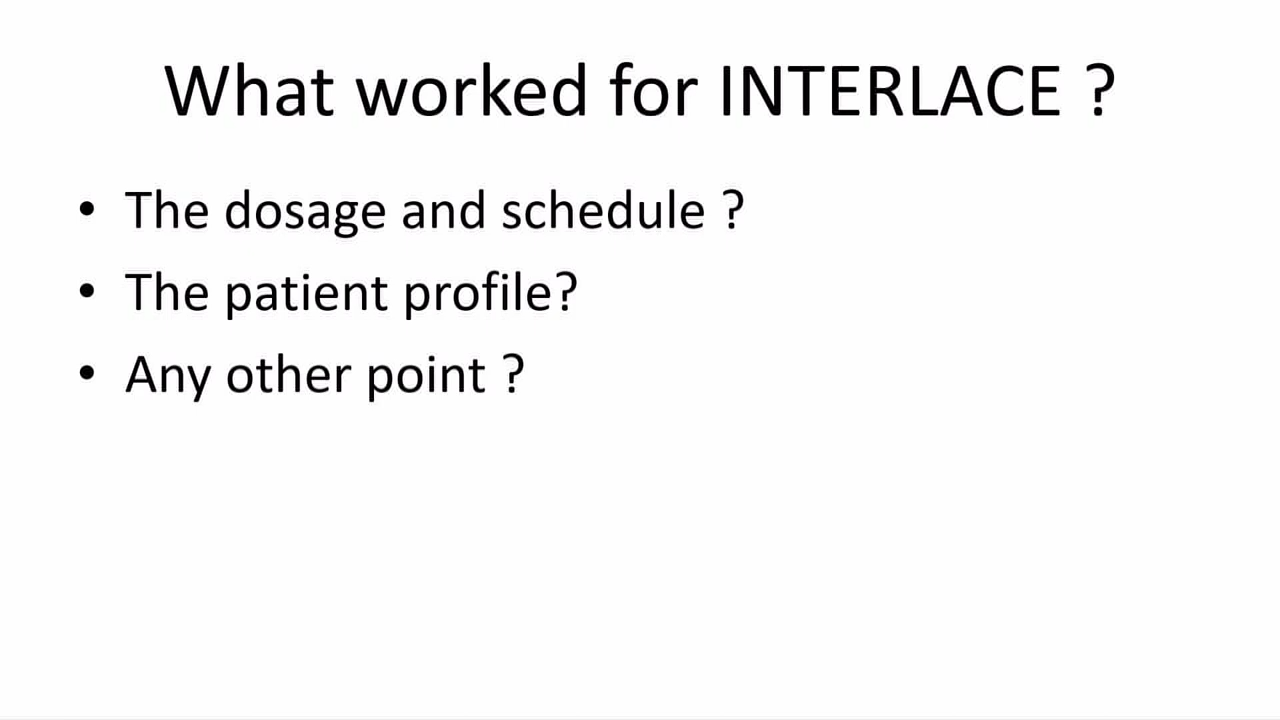 What worked for INTERLACE ?
• The dosage and schedule ?
• The patient profile?
• Any other point ?